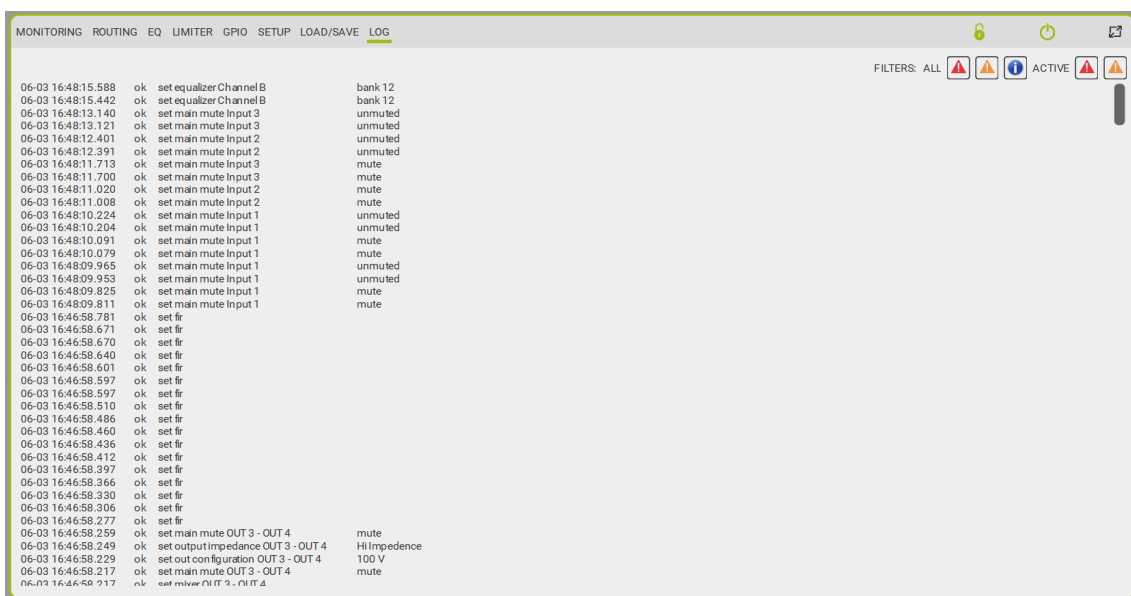 MONITORING ROUTING EQ LIMITER GPIO SETUP LOAD/SAVE LOG
FILTERS: ALL ACTIVE
06-03 16:48:15.588 ok set equalizer Channel B bank 12
06-03 16:48:15.442 ok set equalizer Channel B bank 12
06-03 16:48:13.140 ok set main mute Input 3 unmuted
06-03 16:48:13.121 ok set main mute Input 3 unmuted
06-03 16:48:12.401 ok set main mute Input 2 unmuted
06-03 16:48:12.391 ok set main mute Input 2 unmuted
06-03 16:48:11.713 ok set main mute Input 3 mute
06-03 16:48:11.700 ok set main mute Input 3 mute
06-03 16:48:11.020 ok set main mute Input 2 mute
06-03 16:48:11.008 ok set main mute Input 2 mute
06-03 16:48:10.224 ok set main mute Input 1 unmuted
06-03 16:48:10.204 ok set main mute Input 1 unmuted
06-03 16:48:10.091 ok set main mute Input 1 mute
06-03 16:48:10.079 ok set main mute Input 1 mute
06-03 16:48:09.965 ok set main mute Input 1 unmuted
06-03 16:48:09.953 ok set main mute Input 1 unmuted
06-03 16:48:09.825 ok set main mute Input 1 mute
06-03 16:48:09.811 ok set main mute Input 1 mute
06-03 16:46:58.781 ok set fir
06-03 16:46:58.671 ok set fir
06-03 16:46:58.670 ok set fir
06-03 16:46:58.640 ok set fir
06-03 16:46:58.601 ok set fir
06-03 16:46:58.597 ok set fir
06-03 16:46:58.597 ok set fir
06-03 16:46:58.510 ok set fir
06-03 16:46:58.486 ok set fir
06-03 16:46:58.460 ok set fir
06-03 16:46:58.436 ok set fir
06-03 16:46:58.412 ok set fir
06-03 16:46:58.397 ok set fir
06-03 16:46:58.366 ok set fir
06-03 16:46:58.330 ok set fir
06-03 16:46:58.306 ok set fir
06-03 16:46:58.277 ok set fir
06-03 16:46:58.259 ok set main mute OUT 3 - OUT 4 mute
06-03 16:46:58.249 ok set output impedance OUT 3 - OUT 4 Hi Impedence
06-03 16:46:58.229 ok set out configuration OUT 3 - OUT 4 100 V
06-03 16:46:58.217 ok set main mute OUT 3 - OUT 4 mute
06-03 16:46:58.217 ok set mixer OUT 3 - OUT 4